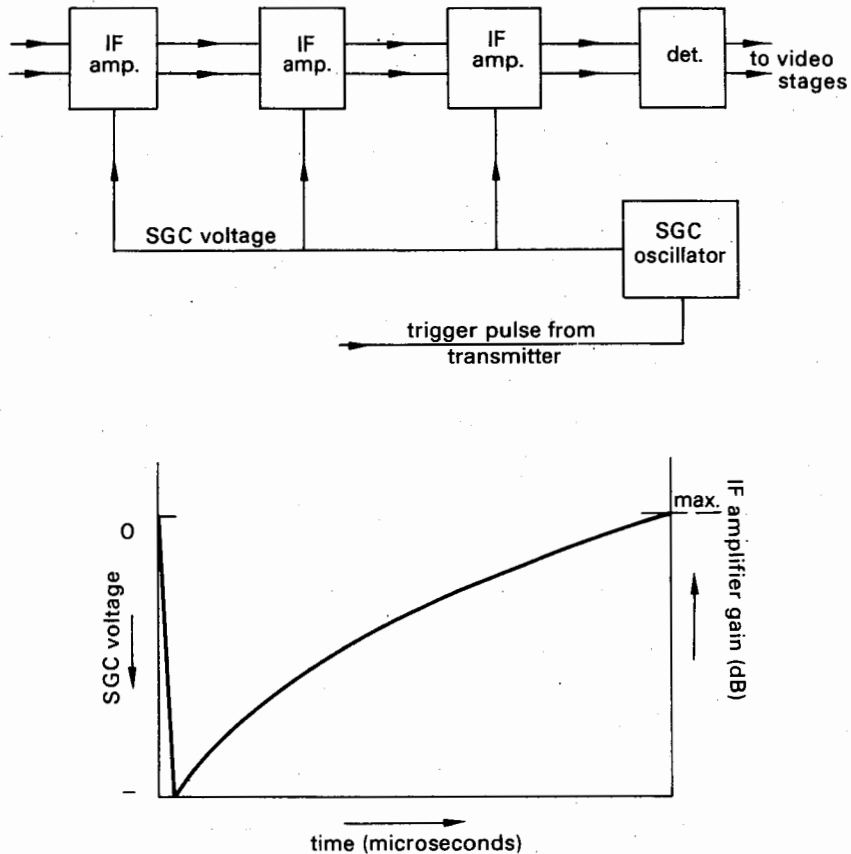 IF
amp.
IF
amp.
IF
amp.
det.
to video
stages
SGC voltage
SGC
oscillator
trigger pulse from
transmitter
max.
0
SGC voltage
IF amplifier gain (dB)
–
time (microseconds)